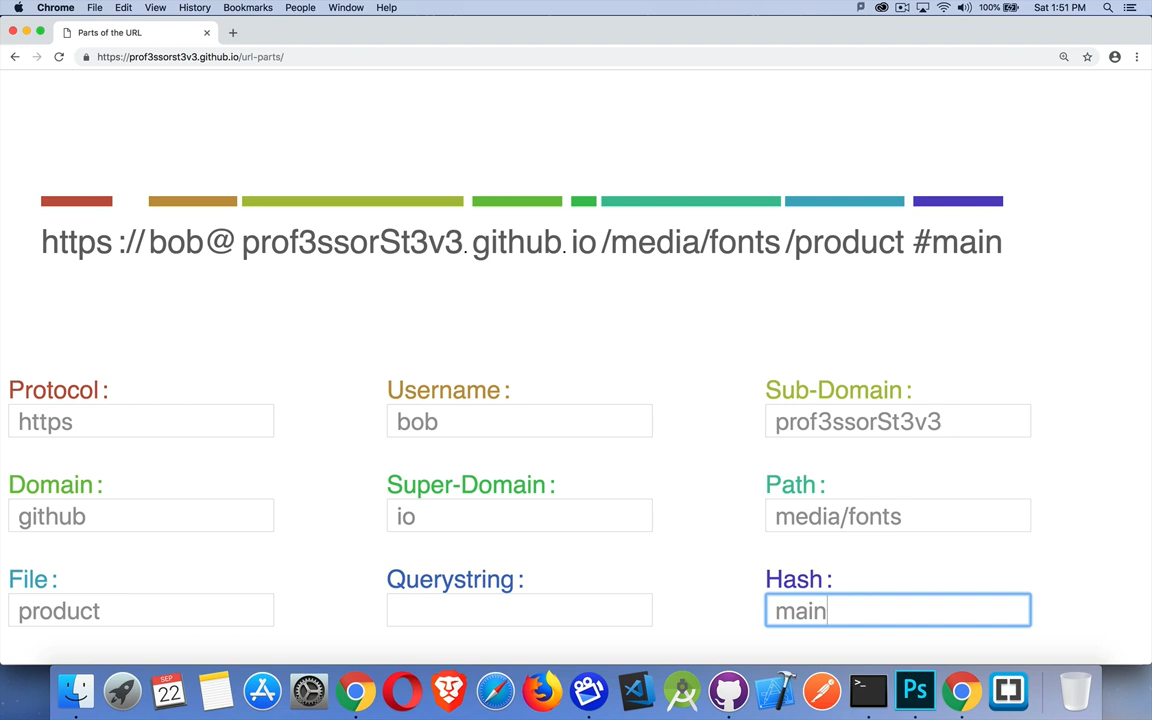 Chrome File Edit View History Bookmarks People Window Help 100% Sat 1:51 PM
Parts of the URL
https://prof3ssorst3v3.github.io/url-parts/
https :// bob@ prof3ssorSt3v3. github. io /media/fonts /product #main
Protocol : Username : Sub-Domain :
https bob prof3ssorSt3v3
Domain : Super-Domain : Path :
github io media/fonts
File : Querystring : Hash :
product main
SEP
22
>_ Ps